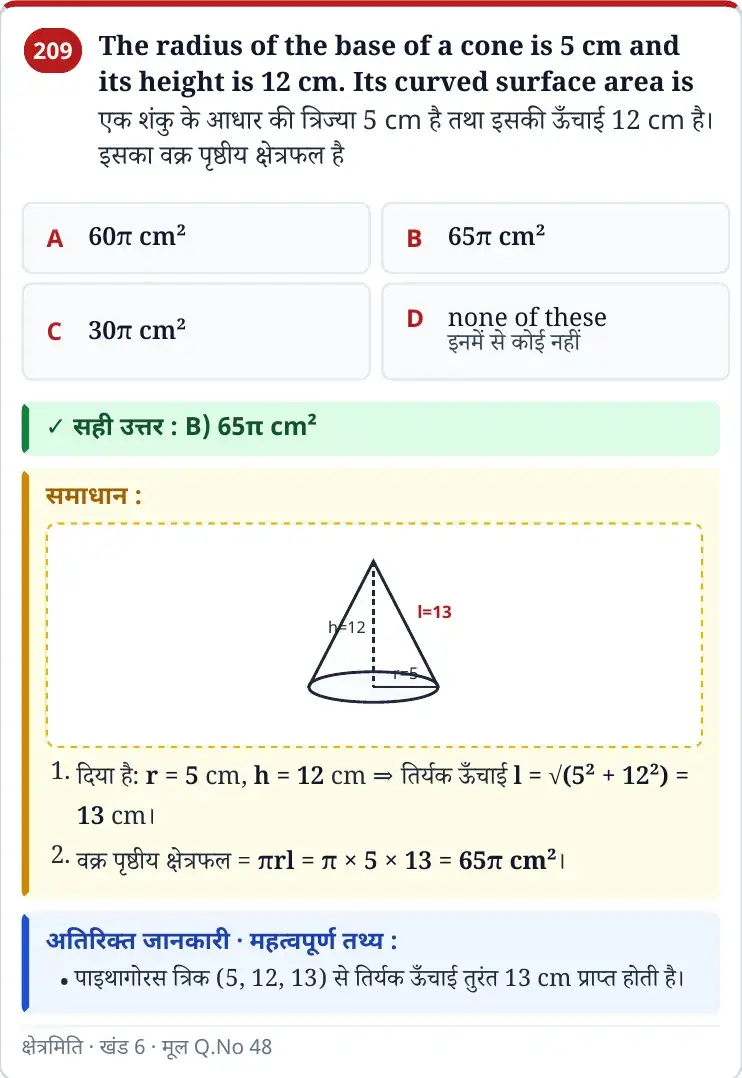 209
The radius of the base of a cone is 5 cm and
its height is 12 cm. Its curved surface area is
एक शंकु के आधार की त्रिज्या 5 cm है तथा इसकी ऊँचाई 12 cm है।
इसका वक्र पृष्ठीय क्षेत्रफल है
A 60π cm²
B 65π cm²
C 30π cm²
D none of these
इनमें से कोई नहीं
✓ सही उत्तर : B) 65π cm²
समाधान :
l=13
h=12
r=5
1. दिया है: r = 5 cm, h = 12 cm ⇒ तिर्यक ऊँचाई l = √(5² + 12²) =
13 cm।
2. वक्र पृष्ठीय क्षेत्रफल = πrl = π × 5 × 13 = 65π cm²।
अतिरिक्त जानकारी · महत्वपूर्ण तथ्य :
• पाइथागोरस त्रिक (5, 12, 13) से तिर्यक ऊँचाई तुरंत 13 cm प्राप्त होती है।
क्षेत्रमिति · खंड 6 · मूल Q.No 48